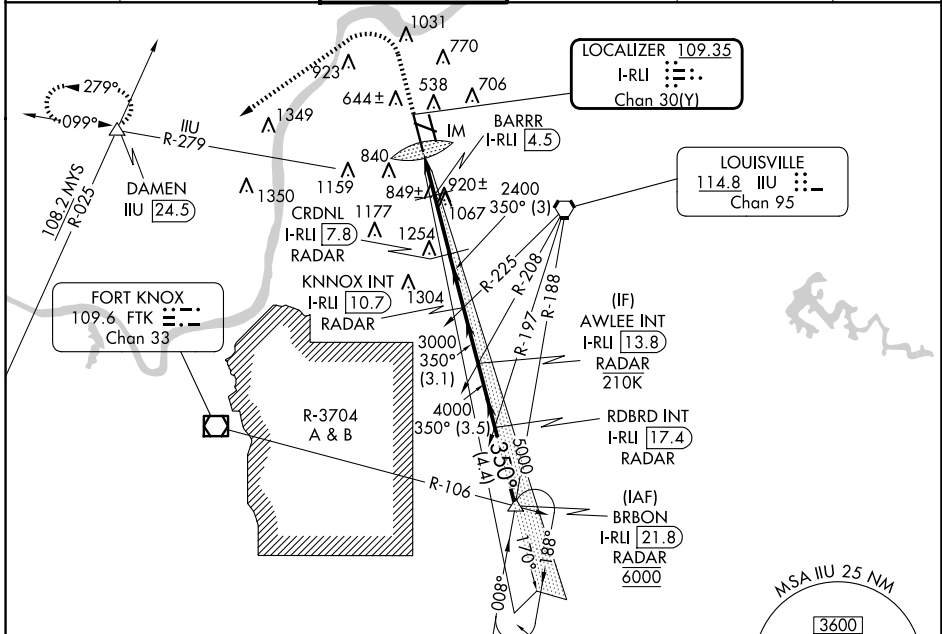 1031
770
923
644±
538
706
1349
LOCALIZER 109.35
I-RLI
Chan 30(Y)
279°
099°
IIU
R-279
IM
BARRR
I-RLI 4.5
840
1159
1350
849±
920±
2400
350° (3)
1067
LOUISVILLE
114.8 IIU
Chan 95
DAMEN
IIU 24.5
108.2 MYS
R-025
CRDNL
I-RLI 7.8
RADAR
1177
1254
R-225
R-208
R-197
R-188
KNNOX INT
I-RLI 10.7
RADAR
1304
FORT KNOX
109.6 FTK
Chan 33
3000
350°
(3.1)
(IF)
AWLEE INT
I-RLI 13.8
RADAR
210K
R-3704
A & B
4000
350° (3.5)
RDBRD INT
I-RLI 17.4
RADAR
350°
5000
(4.4)
R-106
(IAF)
BRBON
I-RLI 21.8
RADAR
6000
170°
188°
008°
MSA IIU 25 NM
3600